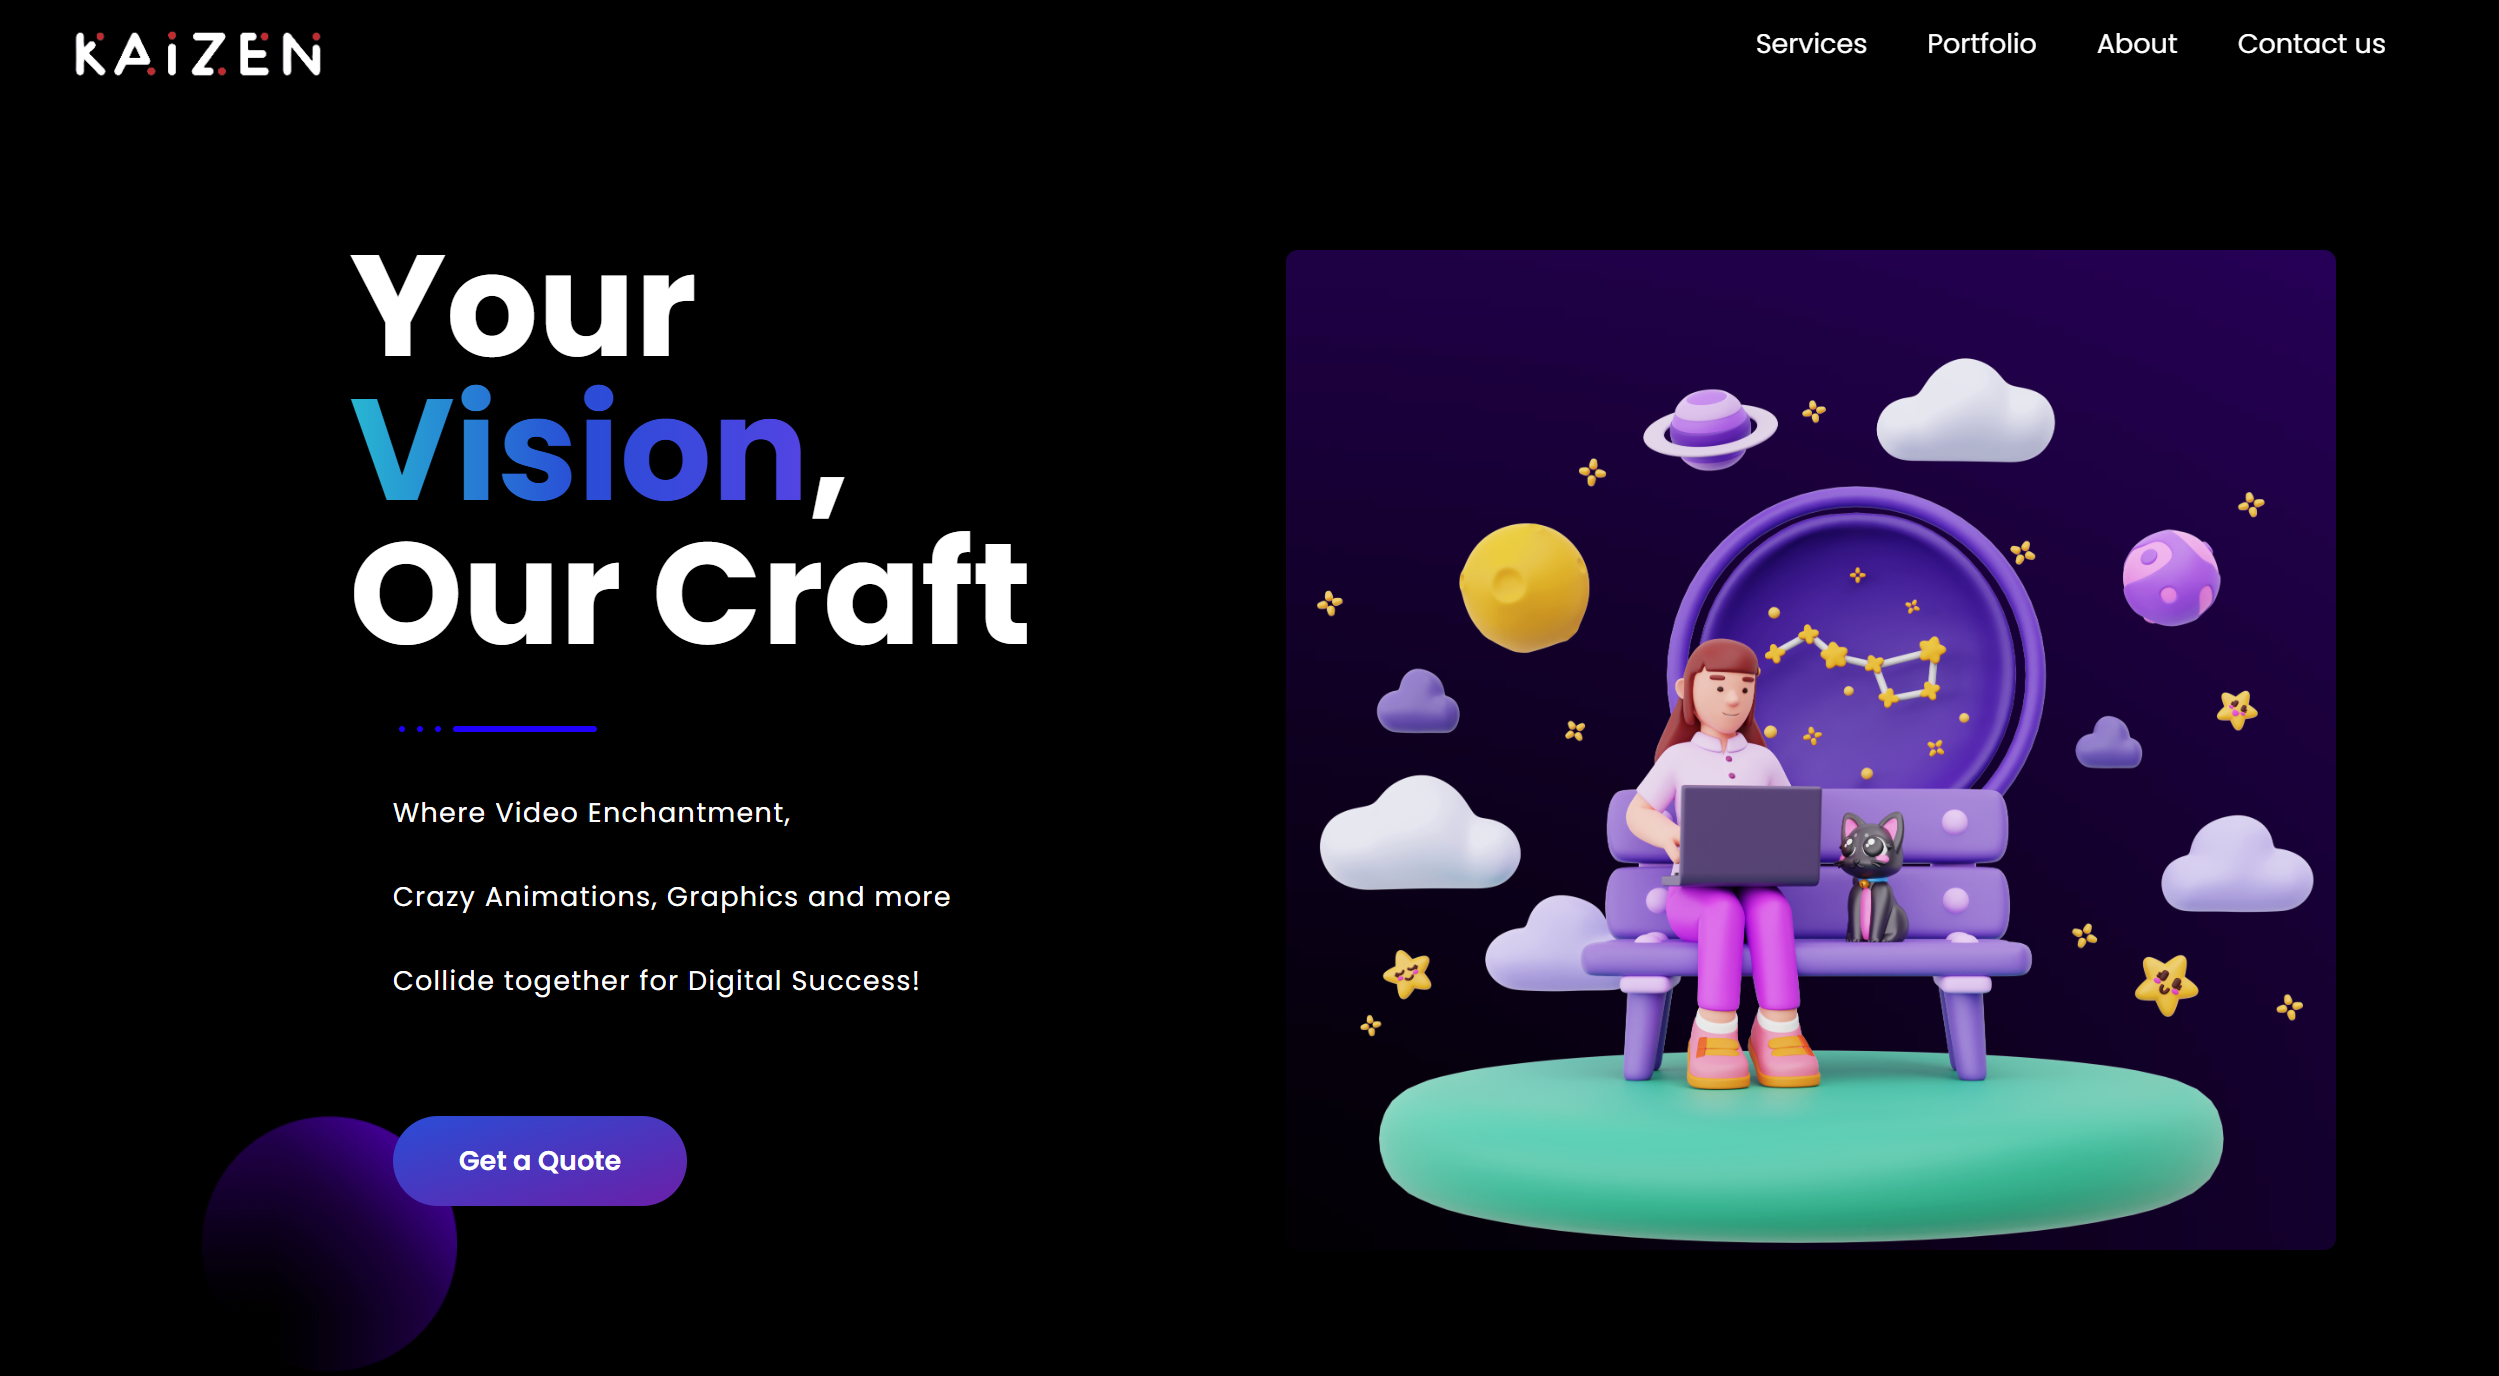 KAiZEN
Services Portfolio About Contact us
Your
Vision,
Our Craft
Where Video Enchantment,
Crazy Animations, Graphics and more
Collide together for Digital Success!
Get a Quote